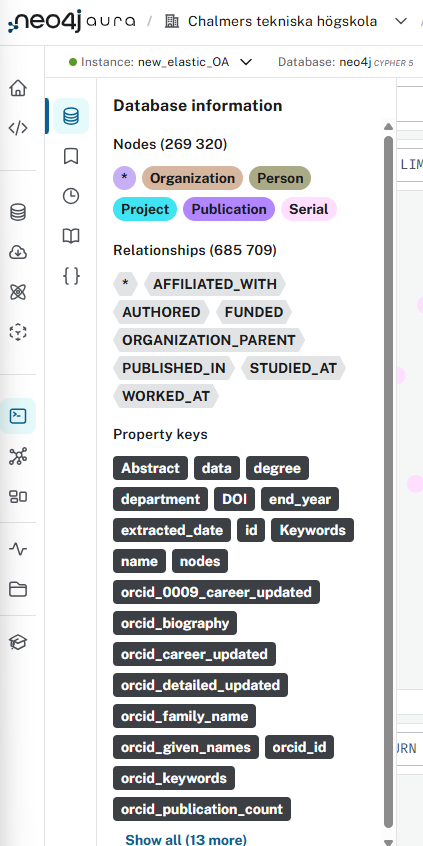 neo4j aura / Chalmers tekniska högskola
Instance: new_elastic_OA Database: neo4j CYPHER 5
Database information
Nodes (269 320)
* Organization Person
Project Publication Serial
Relationships (685 709)
* AFFILIATED_WITH
AUTHORED FUNDED
ORGANIZATION_PARENT
PUBLISHED_IN STUDIED_AT
WORKED_AT
Property keys
Abstract data degree
department DOI end_year
extracted_date id Keywords
name nodes
orcid_0009_career_updated
orcid_biography
orcid_career_updated
orcid_detailed_updated
orcid_family_name
orcid_given_names orcid_id
orcid_keywords
orcid_publication_count
Show all (13 more)
LIM
URN